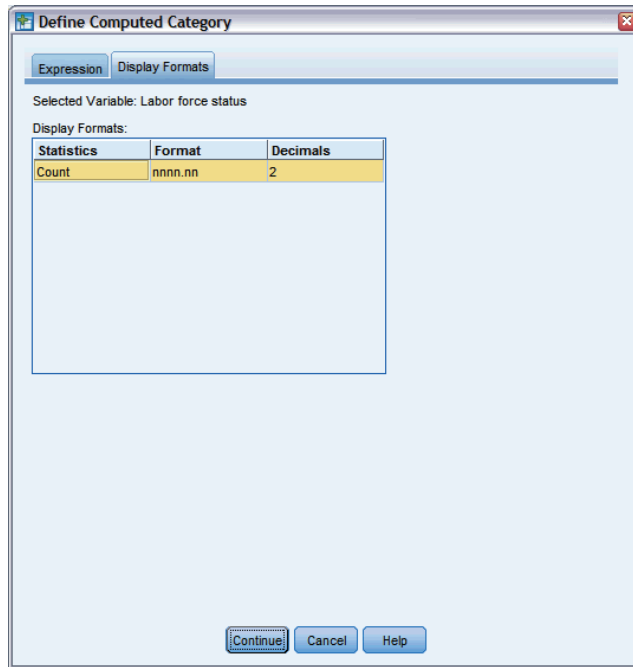 Define Computed Category
Expression Display Formats
Selected Variable: Labor force status
Display Formats:
Statistics Format Decimals
Count nnnn.nn 2
Continue Cancel Help